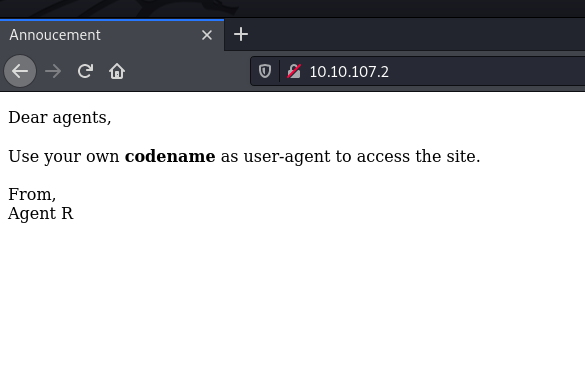 Annoucement
10.10.107.2
Dear agents,
Use your own codename as user-agent to access the site.
From,
Agent R